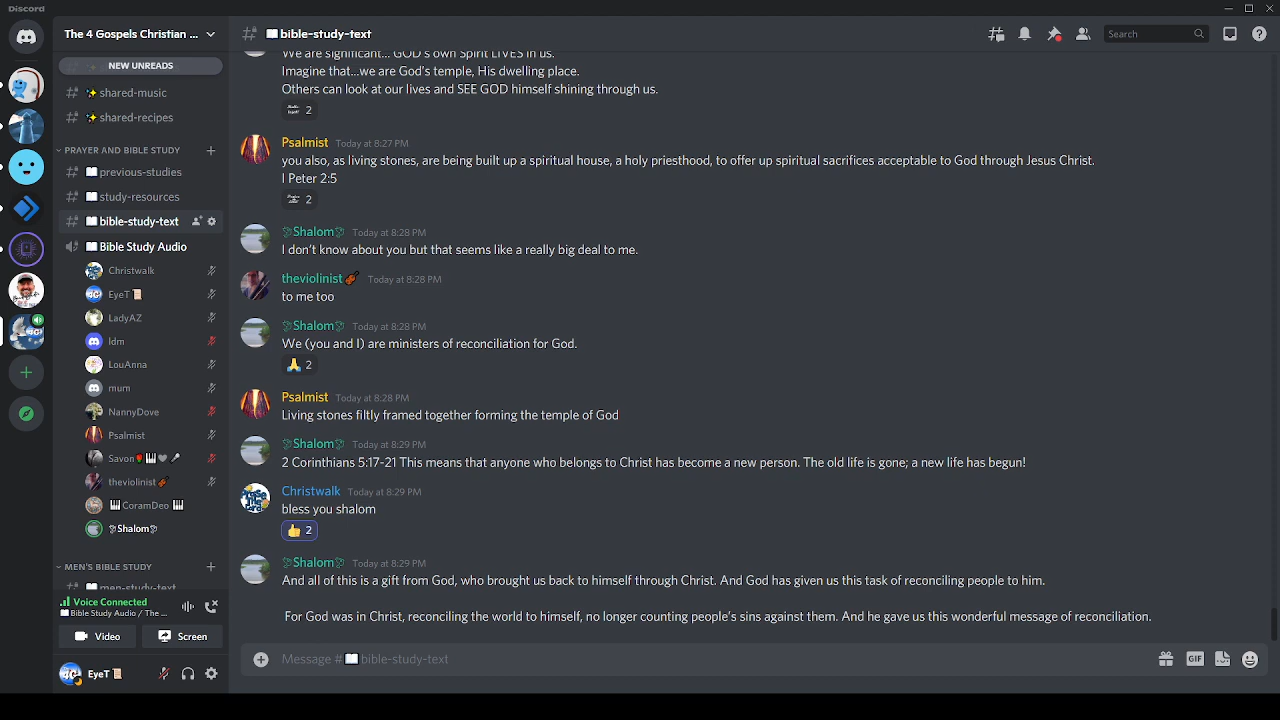 Discord
The 4 Gospels Christian ...
bible-study-text
Search
NEW UNREADS
shared-music
shared-recipes
PRAYER AND BIBLE STUDY
previous-studies
study-resources
bible-study-text
Bible Study Audio
Christwalk
EyeT
LadyAZ
ldm
LouAnna
mum
NannyDove
Psalmist
Savon
theviolinist
CoramDeo
Shalom
MEN'S BIBLE STUDY
men-study-text
Voice Connected
Bible Study Audio / The ...
Video
Screen
EyeT
We are significant... GOD's own Spirit LIVES in us.
Imagine that...we are God's temple, His dwelling place.
Others can look at our lives and SEE GOD himself shining through us.
2
Psalmist Today at 8:27 PM
you also, as living stones, are being built up a spiritual house, a holy priesthood, to offer up spiritual sacrifices acceptable to God through Jesus Christ.
I Peter 2:5
2
Shalom Today at 8:28 PM
I don't know about you but that seems like a really big deal to me.
theviolinist Today at 8:28 PM
to me too
Shalom Today at 8:28 PM
We (you and I) are ministers of reconciliation for God.
2
Psalmist Today at 8:28 PM
Living stones filtly framed together forming the temple of God
Shalom Today at 8:29 PM
2 Corinthians 5:17-21 This means that anyone who belongs to Christ has become a new person. The old life is gone; a new life has begun!
Christwalk Today at 8:29 PM
bless you shalom
2
Shalom Today at 8:29 PM
And all of this is a gift from God, who brought us back to himself through Christ. And God has given us this task of reconciling people to him.
For God was in Christ, reconciling the world to himself, no longer counting people's sins against them. And he gave us this wonderful message of reconciliation.
Message # bible-study-text
GIF